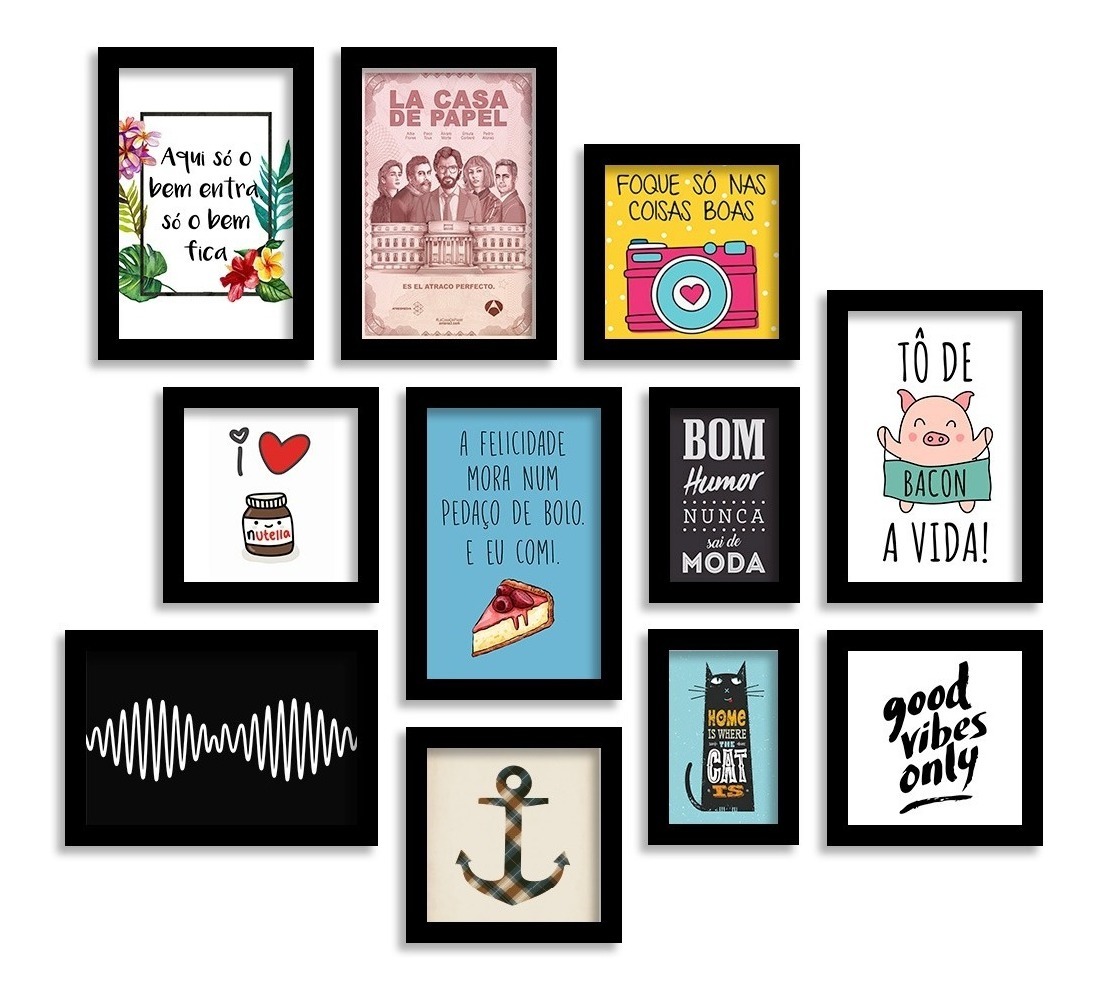 Aqui só o
bem entra
só o bem
fica
LA CASA
DE PAPEL
ES EL ATRACO PERFECTO.
FOQUE SÓ NAS
COISAS BOAS
TÔ DE
BACON
A VIDA!
i
nutella
A FELICIDADE
MORA NUM
PEDAÇO DE BOLO.
E EU COMI.
BOM
Humor
NUNCA
sai de
MODA
HOME
IS WHERE
THE
CAT
IS
good
vibes
only